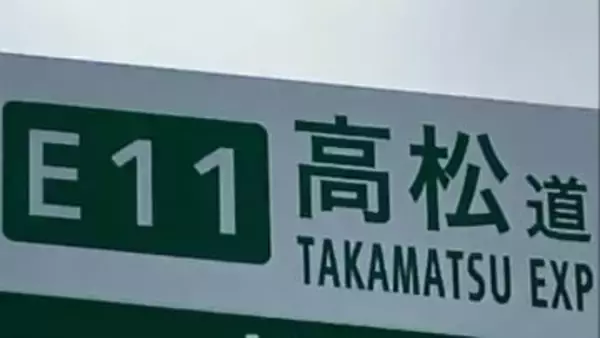 E11 高松道
TAKAMATSU EXP